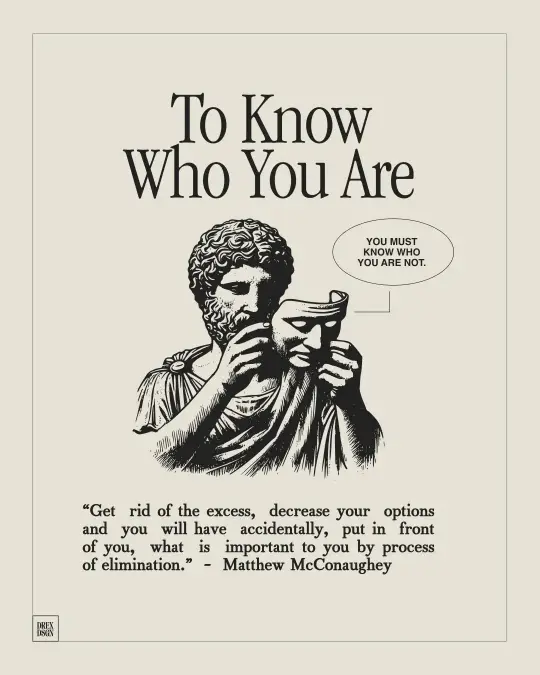 To Know
Who You Are
YOU MUST
KNOW WHO
YOU ARE NOT.
“Get rid of the excess, decrease your options
and you will have accidentally, put in front
of you, what is important to you by process
of elimination.” - Matthew McConaughey
DREX
DSGN